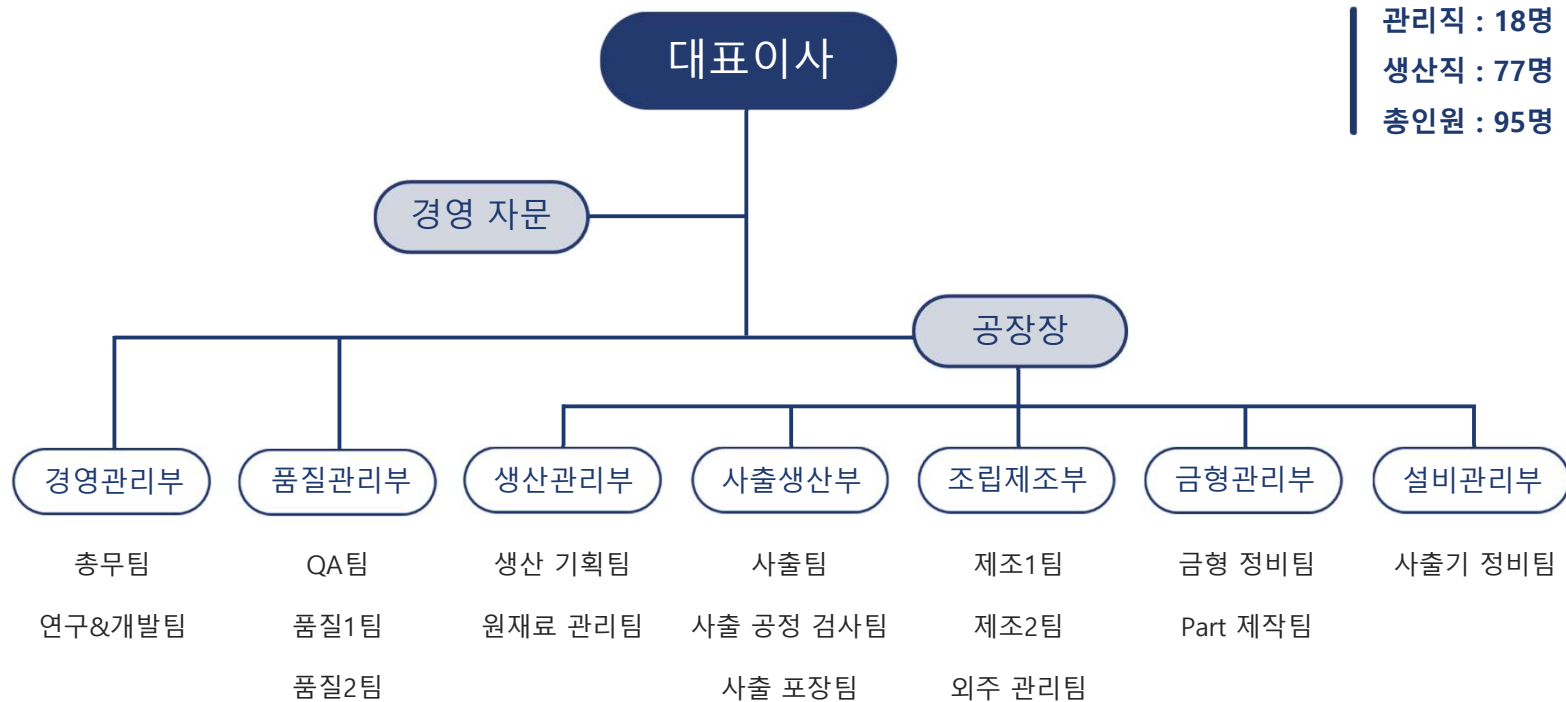 관리직 : 18명
생산직 : 77명
총인원 : 95명
대표이사
경영 자문
공장장
경영관리부
품질관리부
생산관리부
사출생산부
조립제조부
금형관리부
설비관리부
총무팀
QA팀
생산 기획팀
사출팀
제조1팀
금형 정비팀
사출기 정비팀
연구&개발팀
품질1팀
원재료 관리팀
사출 공정 검사팀
제조2팀
Part 제작팀
품질2팀
사출 포장팀
외주 관리팀